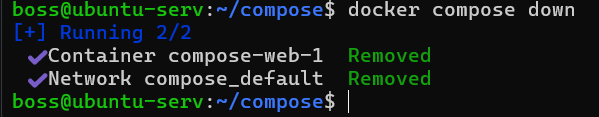 boss@ubuntu-serv:~/compose$ docker compose down
[+] Running 2/2
✔Container compose-web-1 Removed
✔Network compose_default Removed
boss@ubuntu-serv:~/compose$